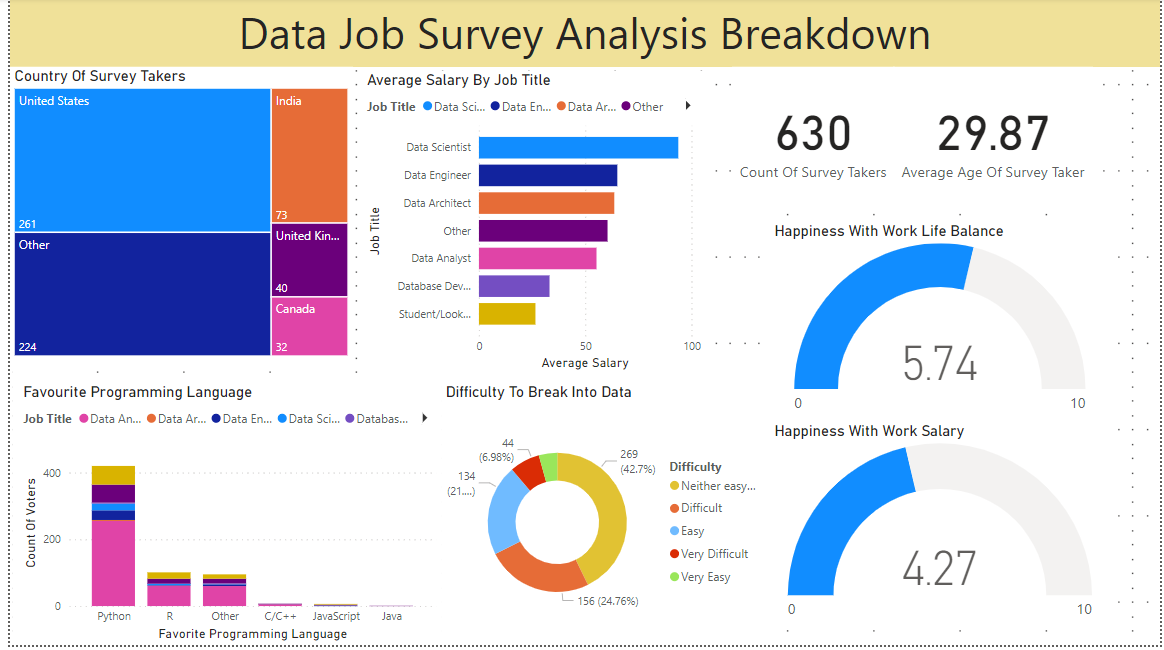 Data Job Survey Analysis Breakdown
Country Of Survey Takers
United States
261
Other
224
India
73
United Kin...
40
Canada
32
Average Salary By Job Title
Job Title Data Sci... Data En... Data Ar... Other
Job Title
Data Scientist
Data Engineer
Data Architect
Other
Data Analyst
Database Dev...
Student/Look...
0 50 100
Average Salary
630
Count Of Survey Takers
29.87
Average Age Of Survey Taker
Happiness With Work Life Balance
5.74
0 10
Happiness With Work Salary
4.27
0 10
Favourite Programming Language
Job Title Data An... Data Ar... Data En... Data Sci... Databas...
Count Of Voters
400
200
0
Python R Other C/C++ JavaScript Java
Favorite Programming Language
Difficulty To Break Into Data
44
(6.98%)
134
(21....)
269
(42.7%)
156 (24.76%)
Difficulty
Neither easy...
Difficult
Easy
Very Difficult
Very Easy